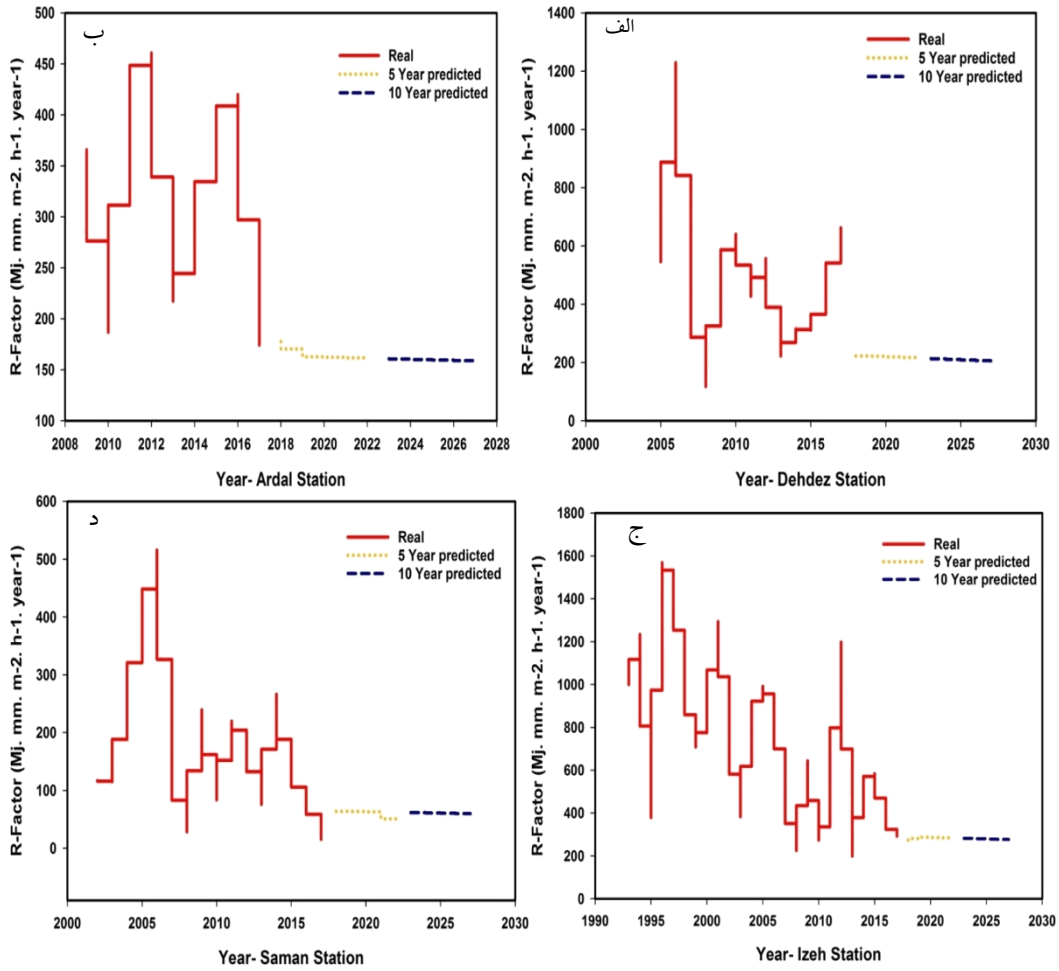 ب
500
450
400
350
300
250
200
150
100
R-Factor (Mj. mm. m-2. h-1. year-1)
Real
5 Year predicted
10 Year predicted
2008 2010 2012 2014 2016 2018 2020 2022 2024 2026 2028
Year- Ardal Station
الف
1400
1200
1000
800
600
400
200
0
R-Factor (Mj. mm. m-2. h-1. year-1)
Real
5 Year predicted
10 Year predicted
2000 2005 2010 2015 2020 2025 2030
Year- Dehdez Station
د
600
500
400
300
200
100
0
R-Factor (Mj. mm. m-2. h-1. year-1)
Real
5 Year predicted
10 Year predicted
2000 2005 2010 2015 2020 2025 2030
Year- Saman Station
ج
1800
1600
1400
1200
1000
800
600
400
200
0
R-Factor (Mj. mm. m-2. h-1. year-1)
Real
5 Year predicted
10 Year predicted
1990 1995 2000 2005 2010 2015 2020 2025 2030
Year- Izeh Station